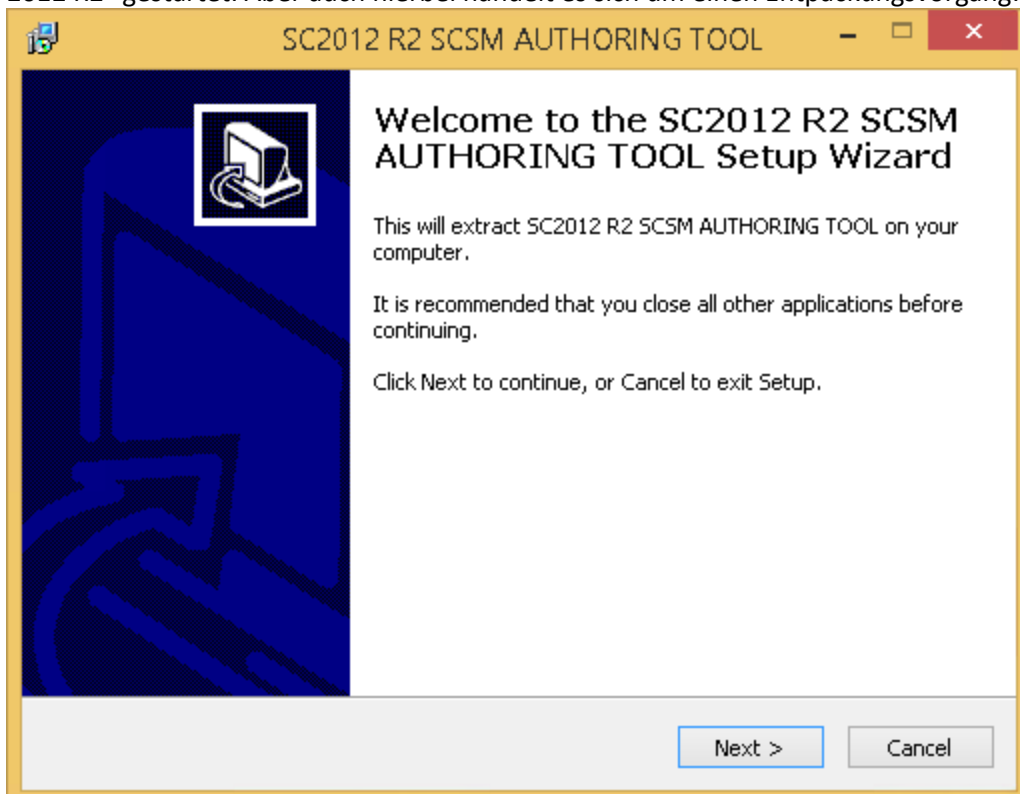 SC2012 R2 SCSM AUTHORING TOOL
Welcome to the SC2012 R2 SCSM
AUTHORING TOOL Setup Wizard
This will extract SC2012 R2 SCSM AUTHORING TOOL on your
computer.
It is recommended that you close all other applications before
continuing.
Click Next to continue, or Cancel to exit Setup.
Next >
Cancel